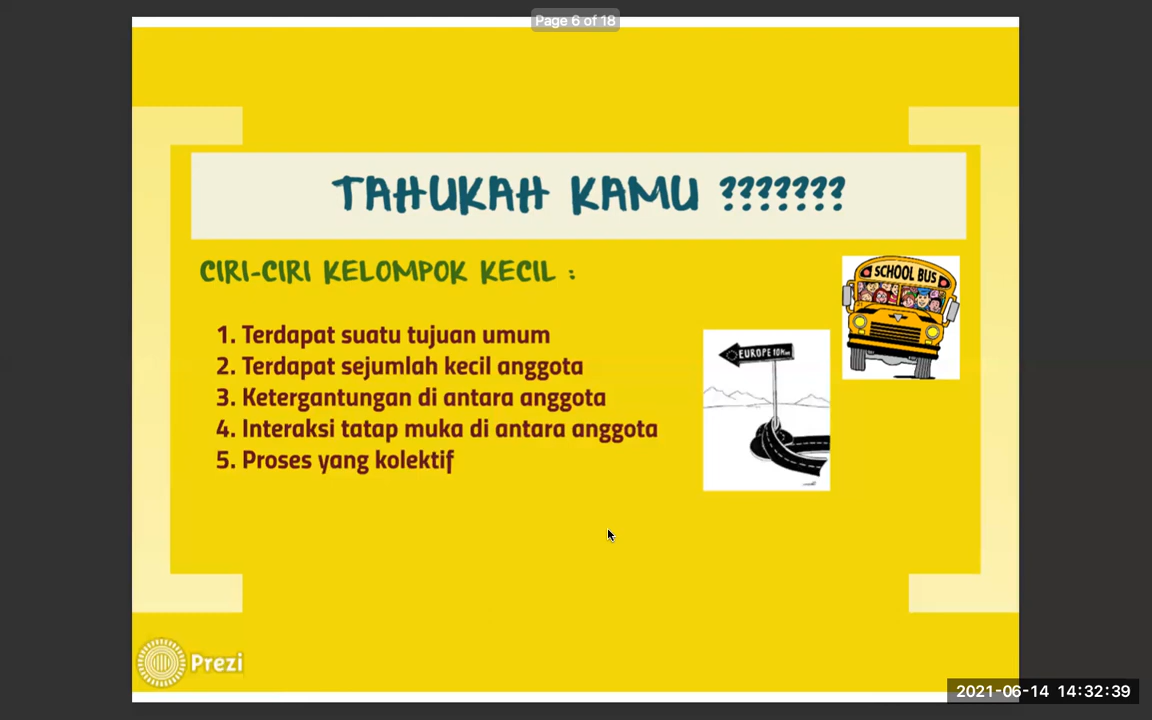 Page 6 of 18
TAHUKAH KAMU ???????
CIRI-CIRI KELOMPOK KECIL :
1. Terdapat suatu tujuan umum
2. Terdapat sejumlah kecil anggota
3. Ketergantungan di antara anggota
4. Interaksi tatap muka di antara anggota
5. Proses yang kolektif
SCHOOL BUS
EUROPE
Prezi
2021-06-14 14:32:39